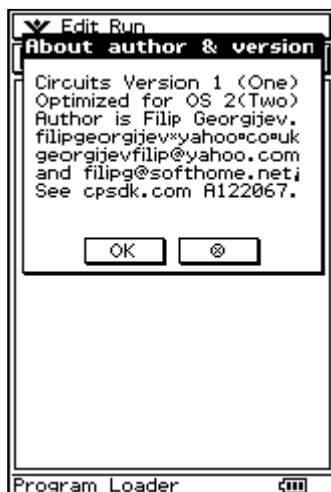 Edit Run
About author & version
Circuits Version 1 (One)
Optimized for OS 2(Two)
Author is Filip Georgijev.
filipgeorgijev×yahoo▪co▪uk
georgijevfilip@yahoo.com
and filipg@softhome.net¡
See cpsdk.com A122067.
OK ⊗
Program Loader